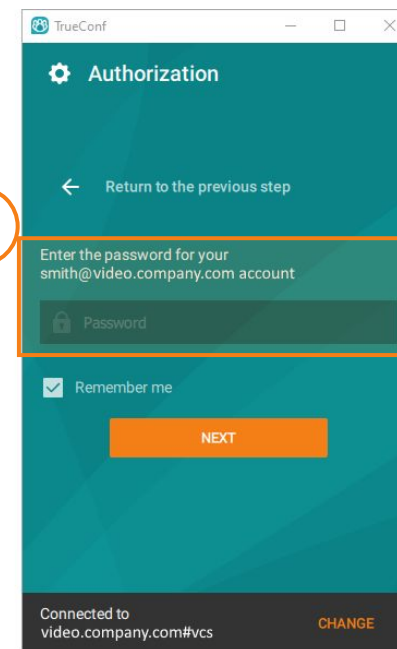 TrueConf
Authorization
Return to the previous step
Enter the password for your
smith@video.company.com account
Password
Remember me
NEXT
Connected to
video.company.com#vcs
CHANGE